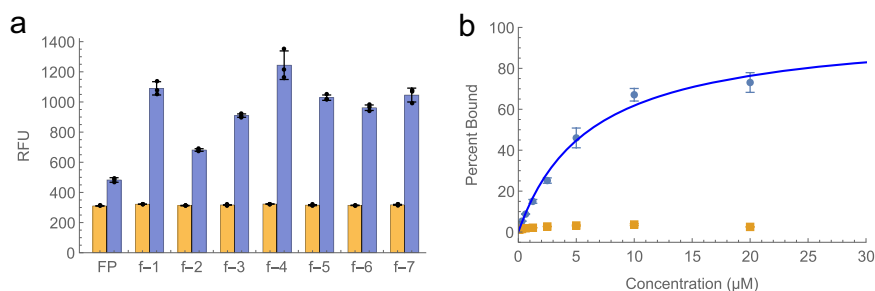 a
RFU
1400
1200
1000
800
600
400
200
0
FP f–1 f–2 f–3 f–4 f–5 f–6 f–7
b
Percent Bound
100
80
60
40
20
0
0 5 10 15 20 25 30
Concentration (μM)